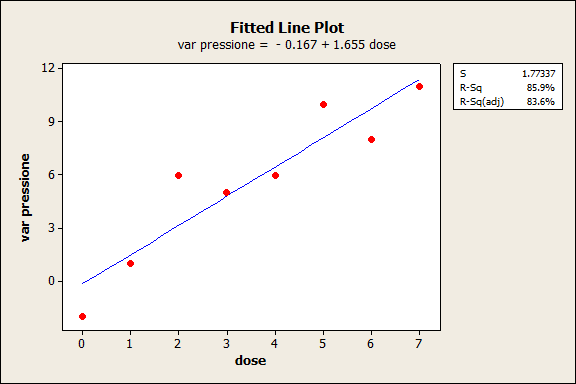 Fitted Line Plot
var pressione = - 0.167 + 1.655 dose
S 1.77337
R-Sq 85.9%
R-Sq(adj) 83.6%
12
9
6
3
0
var pressione
0 1 2 3 4 5 6 7
dose